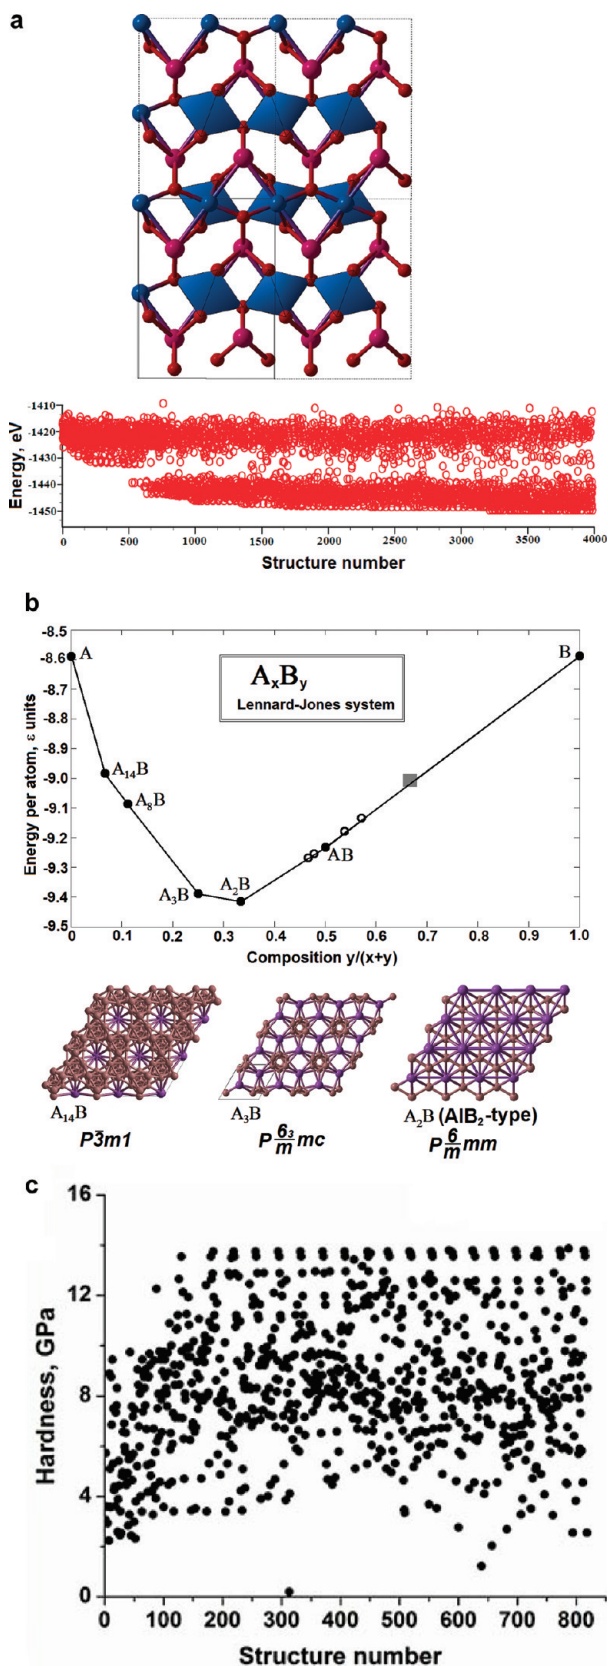 a
-1410
-1420
-1430
-1440
-1450
Energy, eV
0 500 1000 1500 2000 2500 3000 3500 4000
Structure number
b
-8.5
-8.6
-8.7
-8.8
-8.9
-9.0
-9.1
-9.2
-9.3
-9.4
-9.5
Energy per atom, ε units
A
B
AxBy
Lennard-Jones system
A14B
A8B
A3B
A2B
AB
0 0.1 0.2 0.3 0.4 0.5 0.6 0.7 0.8 0.9 1.0
Composition y/(x+y)
A14B
P3̄m1
A3B
P 6₃/m mc
A2B (AlB2-type)
P 6/m mm
c
16
12
8
4
0
Hardness, GPa
0 100 200 300 400 500 600 700 800
Structure number